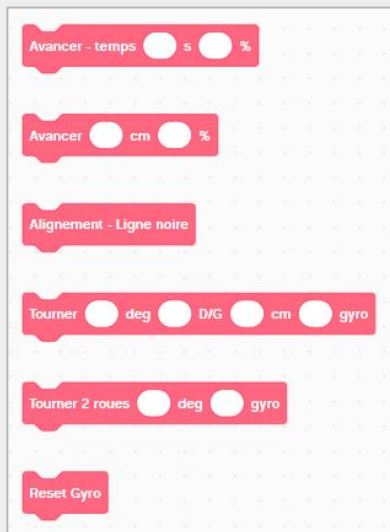 Avancer - temps s %
Avancer cm %
Alignement - Ligne noire
Tourner deg D/G cm gyro
Tourner 2 roues deg gyro
Reset Gyro